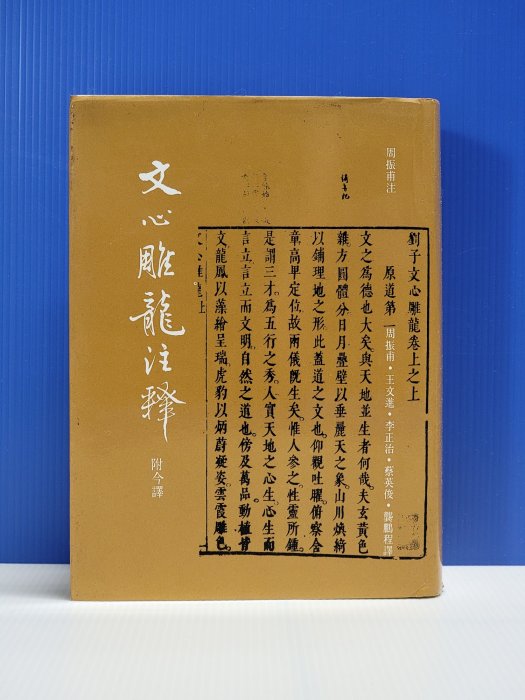 周振甫注
劉子文心雕龍卷上之上
原道第一
周振甫・王文進・李正治・蔡英俊・龔鵬程譯
文之為德也大矣與天地並生者何哉夫玄黃色
雜方圓體分日月疊璧以垂麗天之象山川煥綺
以鋪理地之形此蓋道之文也仰觀吐曜俯察含
章高卑定位故兩儀既生矣惟人參之性靈所鍾
是謂三才為五行之秀人實天地之心生心生而
言立言立而文明自然之道也傍及萬品動植皆
文龍鳳以藻繪呈瑞虎豹以炳蔚凝姿雲霞雕色
文心雕龍上
文心雕龍注釋
附今譯